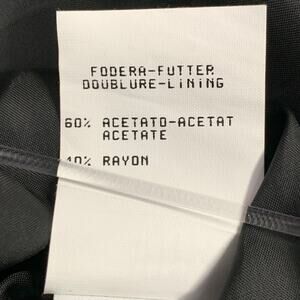 FODERA-FUTTER
DOUBLURE-LINING
60% ACETATO-ACETAT
ACETATE
40% RAYON